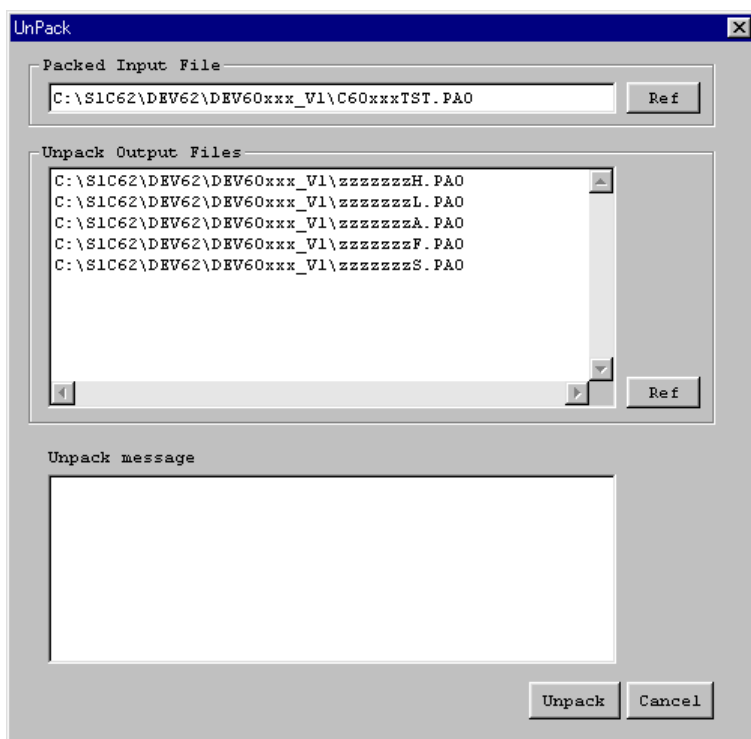 UnPack
Packed Input File
C:\S1C62\DEV62\DEV60xxx_V1\C60xxxTST.PA0
Ref
Unpack Output Files
C:\S1C62\DEV62\DEV60xxx_V1\zzzzzzzH.PA0
C:\S1C62\DEV62\DEV60xxx_V1\zzzzzzzL.PA0
C:\S1C62\DEV62\DEV60xxx_V1\zzzzzzzA.PA0
C:\S1C62\DEV62\DEV60xxx_V1\zzzzzzzF.PA0
C:\S1C62\DEV62\DEV60xxx_V1\zzzzzzzS.PA0
Ref
Unpack message
Unpack Cancel